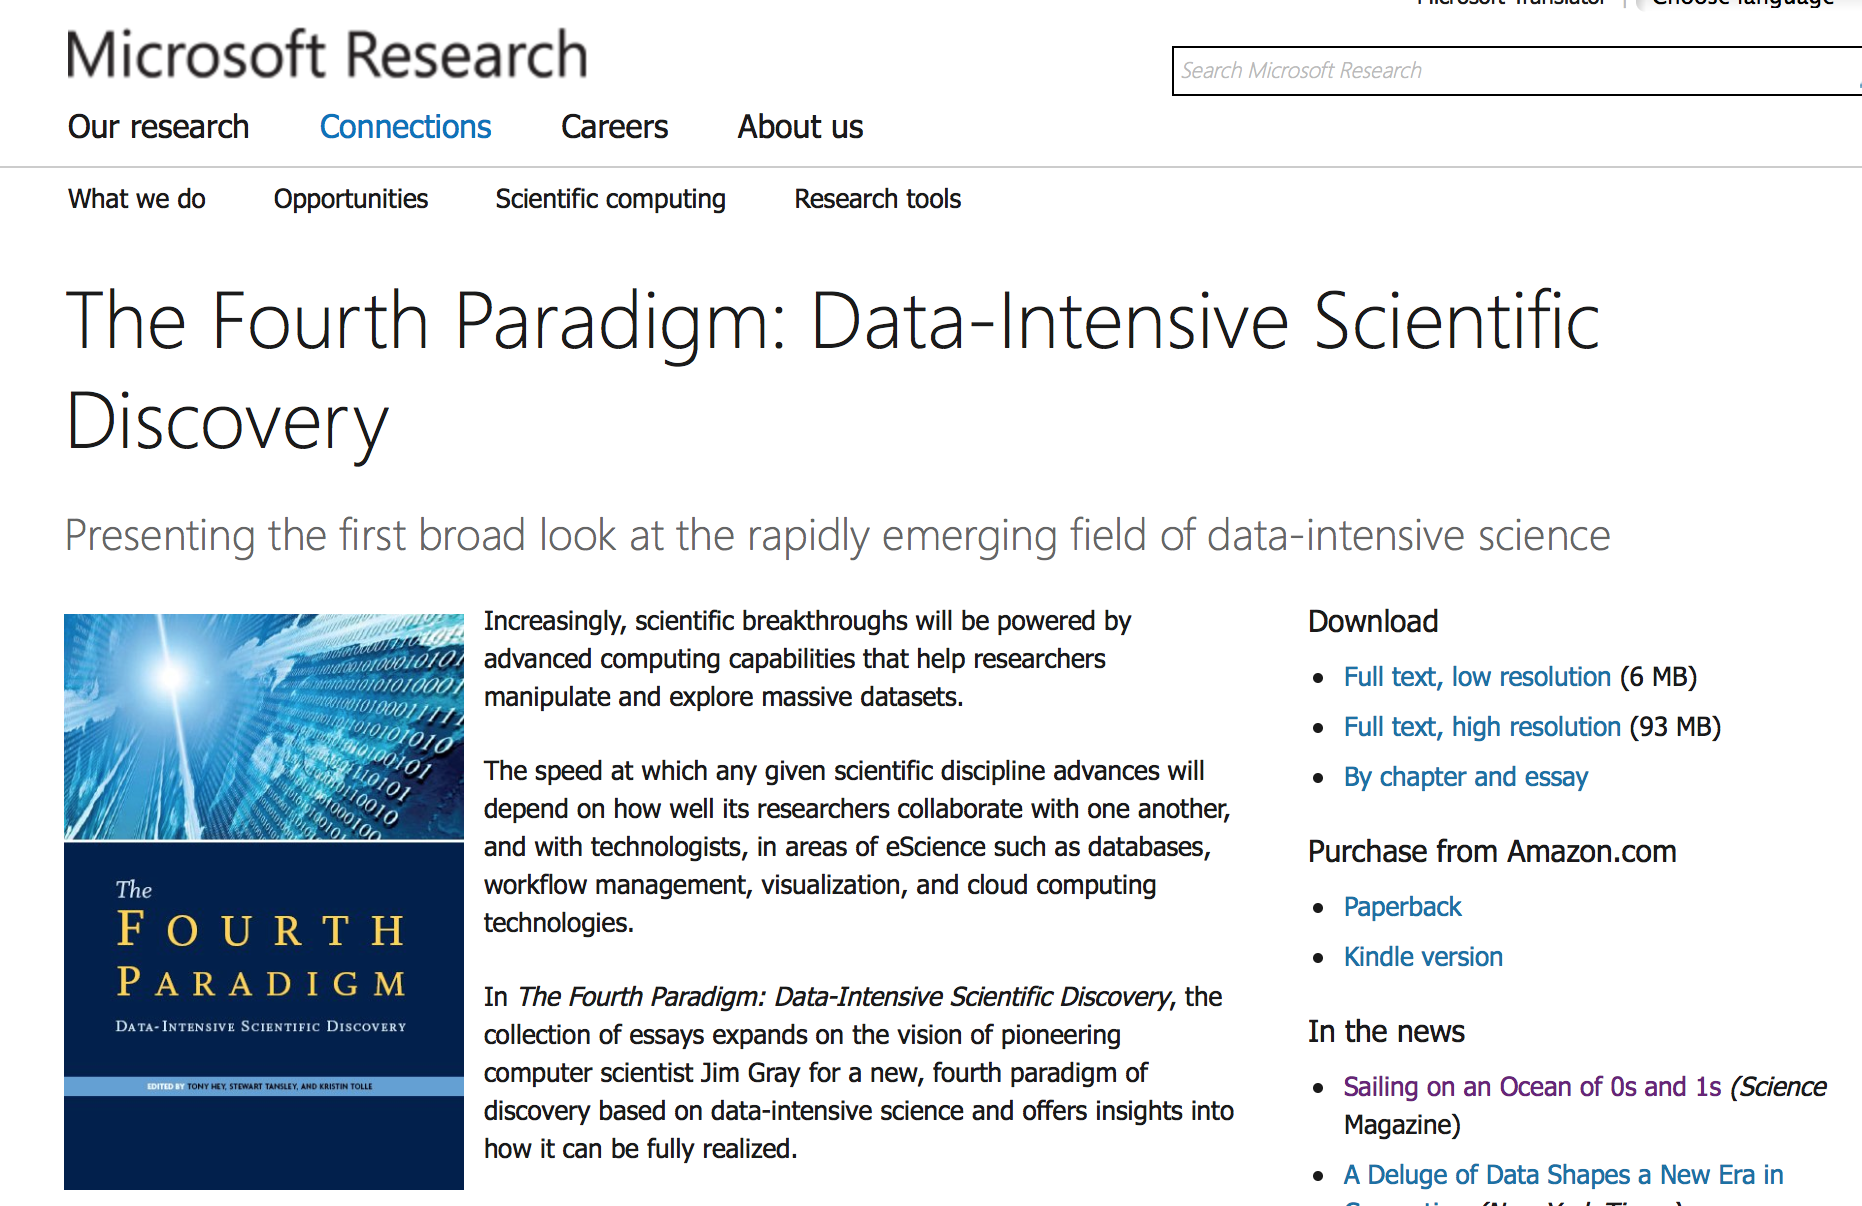 Microsoft Translator | Choose language
Microsoft Research
Search Microsoft Research
Our research Connections Careers About us
What we do Opportunities Scientific computing Research tools
The Fourth Paradigm: Data-Intensive Scientific
Discovery
Presenting the first broad look at the rapidly emerging field of data-intensive science
The
FOURTH
PARADIGM
DATA-INTENSIVE SCIENTIFIC DISCOVERY
EDITED BY TONY HEY, STEWART TANSLEY, AND KRISTIN TOLLE
Increasingly, scientific breakthroughs will be powered by
advanced computing capabilities that help researchers
manipulate and explore massive datasets.
The speed at which any given scientific discipline advances will
depend on how well its researchers collaborate with one another,
and with technologists, in areas of eScience such as databases,
workflow management, visualization, and cloud computing
technologies.
In The Fourth Paradigm: Data-Intensive Scientific Discovery, the
collection of essays expands on the vision of pioneering
computer scientist Jim Gray for a new, fourth paradigm of
discovery based on data-intensive science and offers insights into
how it can be fully realized.
Download
• Full text, low resolution (6 MB)
• Full text, high resolution (93 MB)
• By chapter and essay
Purchase from Amazon.com
• Paperback
• Kindle version
In the news
• Sailing on an Ocean of 0s and 1s (Science
Magazine)
• A Deluge of Data Shapes a New Era in